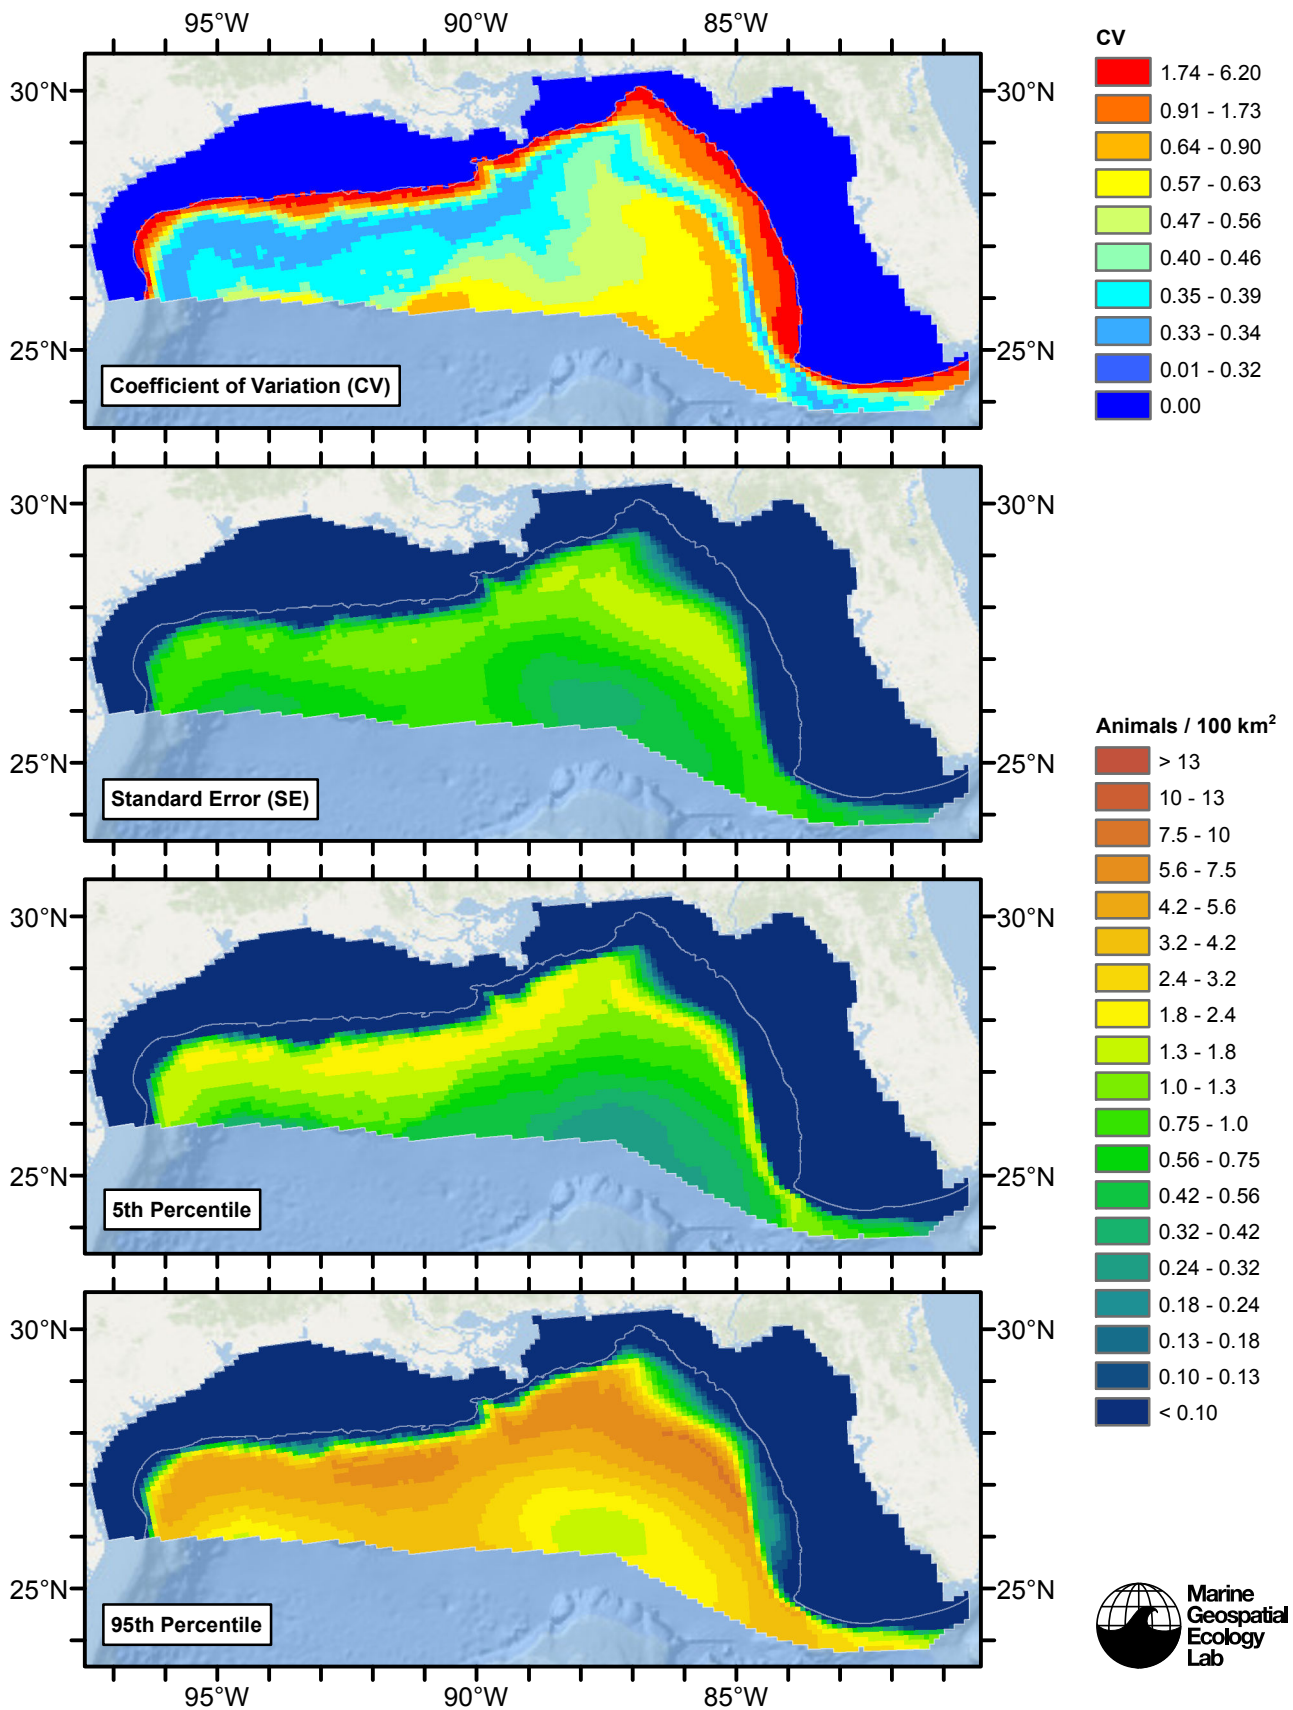 95°W 90°W 85°W
30°N 30°N
25°N 25°N
Coefficient of Variation (CV)
CV
1.74 - 6.20
0.91 - 1.73
0.64 - 0.90
0.57 - 0.63
0.47 - 0.56
0.40 - 0.46
0.35 - 0.39
0.33 - 0.34
0.01 - 0.32
0.00
30°N 30°N
25°N 25°N
Standard Error (SE)
Animals / 100 km²
> 13
10 - 13
7.5 - 10
5.6 - 7.5
4.2 - 5.6
3.2 - 4.2
2.4 - 3.2
1.8 - 2.4
1.3 - 1.8
1.0 - 1.3
0.75 - 1.0
0.56 - 0.75
0.42 - 0.56
0.32 - 0.42
0.24 - 0.32
0.18 - 0.24
0.13 - 0.18
0.10 - 0.13
< 0.10
30°N 30°N
25°N 25°N
5th Percentile
30°N 30°N
25°N 25°N
95th Percentile
95°W 90°W 85°W
Marine
Geospatial
Ecology
Lab